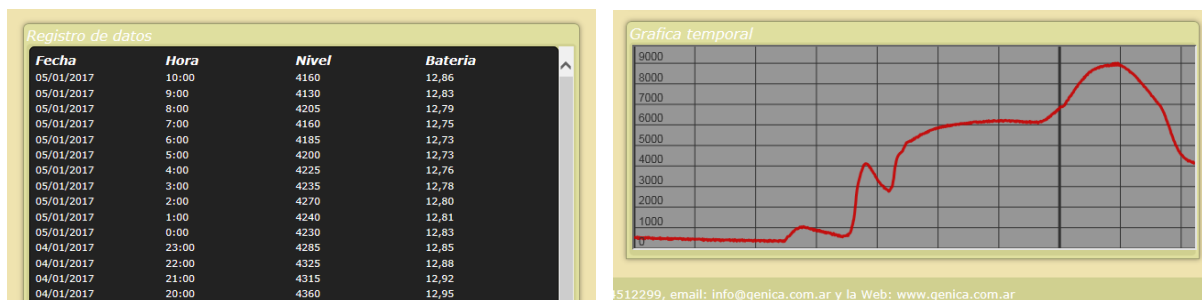 Registro de datos
Fecha Hora Nivel Bateria
05/01/2017 10:00 4160 12,86
05/01/2017 9:00 4130 12,83
05/01/2017 8:00 4205 12,79
05/01/2017 7:00 4160 12,75
05/01/2017 6:00 4185 12,73
05/01/2017 5:00 4200 12,73
05/01/2017 4:00 4225 12,76
05/01/2017 3:00 4235 12,78
05/01/2017 2:00 4270 12,80
05/01/2017 1:00 4240 12,81
05/01/2017 0:00 4230 12,83
04/01/2017 23:00 4285 12,85
04/01/2017 22:00 4325 12,88
04/01/2017 21:00 4315 12,92
04/01/2017 20:00 4360 12,95
Grafica temporal
9000
8000
7000
6000
5000
4000
3000
2000
1000
0
4512299, email: info@genica.com.ar y la Web: www.genica.com.ar